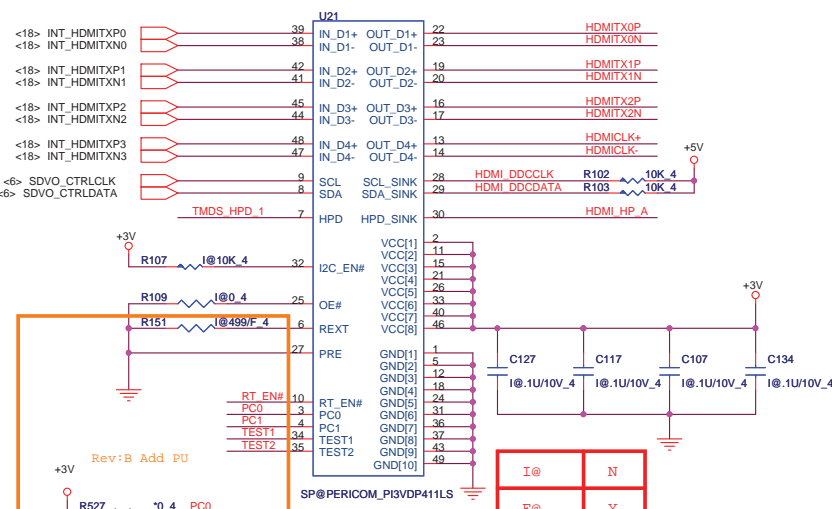 U21
<18> INT_HDMITXP0 39 IN_D1+ OUT_D1+ 22 HDMITX0P
<18> INT_HDMITXN0 38 IN_D1- OUT_D1- 23 HDMITX0N
<18> INT_HDMITXP1 42 IN_D2+ OUT_D2+ 19 HDMITX1P
<18> INT_HDMITXN1 41 IN_D2- OUT_D2- 20 HDMITX1N
<18> INT_HDMITXP2 45 IN_D3+ OUT_D3+ 16 HDMITX2P
<18> INT_HDMITXN2 44 IN_D3- OUT_D3- 17 HDMITX2N
<18> INT_HDMITXP3 48 IN_D4+ OUT_D4+ 13 HDMICLK+
<18> INT_HDMITXN3 47 IN_D4- OUT_D4- 14 HDMICLK-
+5V
<6> SDVO_CTRLCLK 9 SCL SCL_SINK 28 HDMI_DDCCLK R102 10K_4
<6> SDVO_CTRLDATA 8 SDA SDA_SINK 29 HDMI_DDCDATA R103 10K_4
TMDS_HPD_1 7 HPD HPD_SINK 30 HDMI_HP_A
+3V
VCC[1] 2
VCC[2] 11
R107 I@10K_4 32 I2C_EN# VCC[3] 15
VCC[4] 21
VCC[5] 26
+3V
R109 I@0_4 25 OE# VCC[6] 33
VCC[7] 40
R151 I@499/F_4 6 REXT VCC[8] 46
27 PRE GND[1] 1
GND[2] 5
GND[3] 12
GND[4] 18
C127 C117 C107 C134
I@.1U/10V_4 I@.1U/10V_4 I@.1U/10V_4 I@.1U/10V_4
RT_EN# 10 RT_EN# GND[5] 24
PC0 3 PC0 GND[6] 31
PC1 4 PC1 GND[7] 36
TEST1 34 TEST1 GND[8] 37
TEST2 35 TEST2 GND[9] 43
GND[10] 49
Rev:B Add PU
+3V
SP@PERICOM_PI3VDP411LS
I@ N
E@ Y
R527 *0_4 PC0